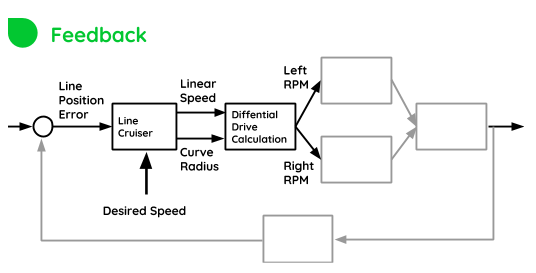 Feedback
Line
Position
Error
Linear
Speed
Left
RPM
Line
Cruiser
Diffential
Drive
Calculation
Curve
Radius
Right
RPM
Desired Speed